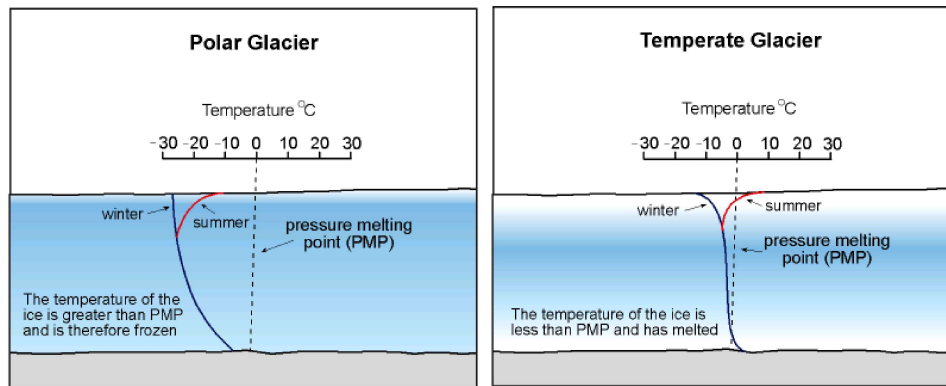 Polar Glacier
Temperature °C
-30 -20 -10 0 10 20 30
winter
summer
pressure melting
point (PMP)
The temperature of the
ice is greater than PMP
and is therefore frozen
Temperate Glacier
Temperature °C
-30 -20 -10 0 10 20 30
winter
summer
pressure melting
point (PMP)
The temperature of the ice is
less than PMP and has melted